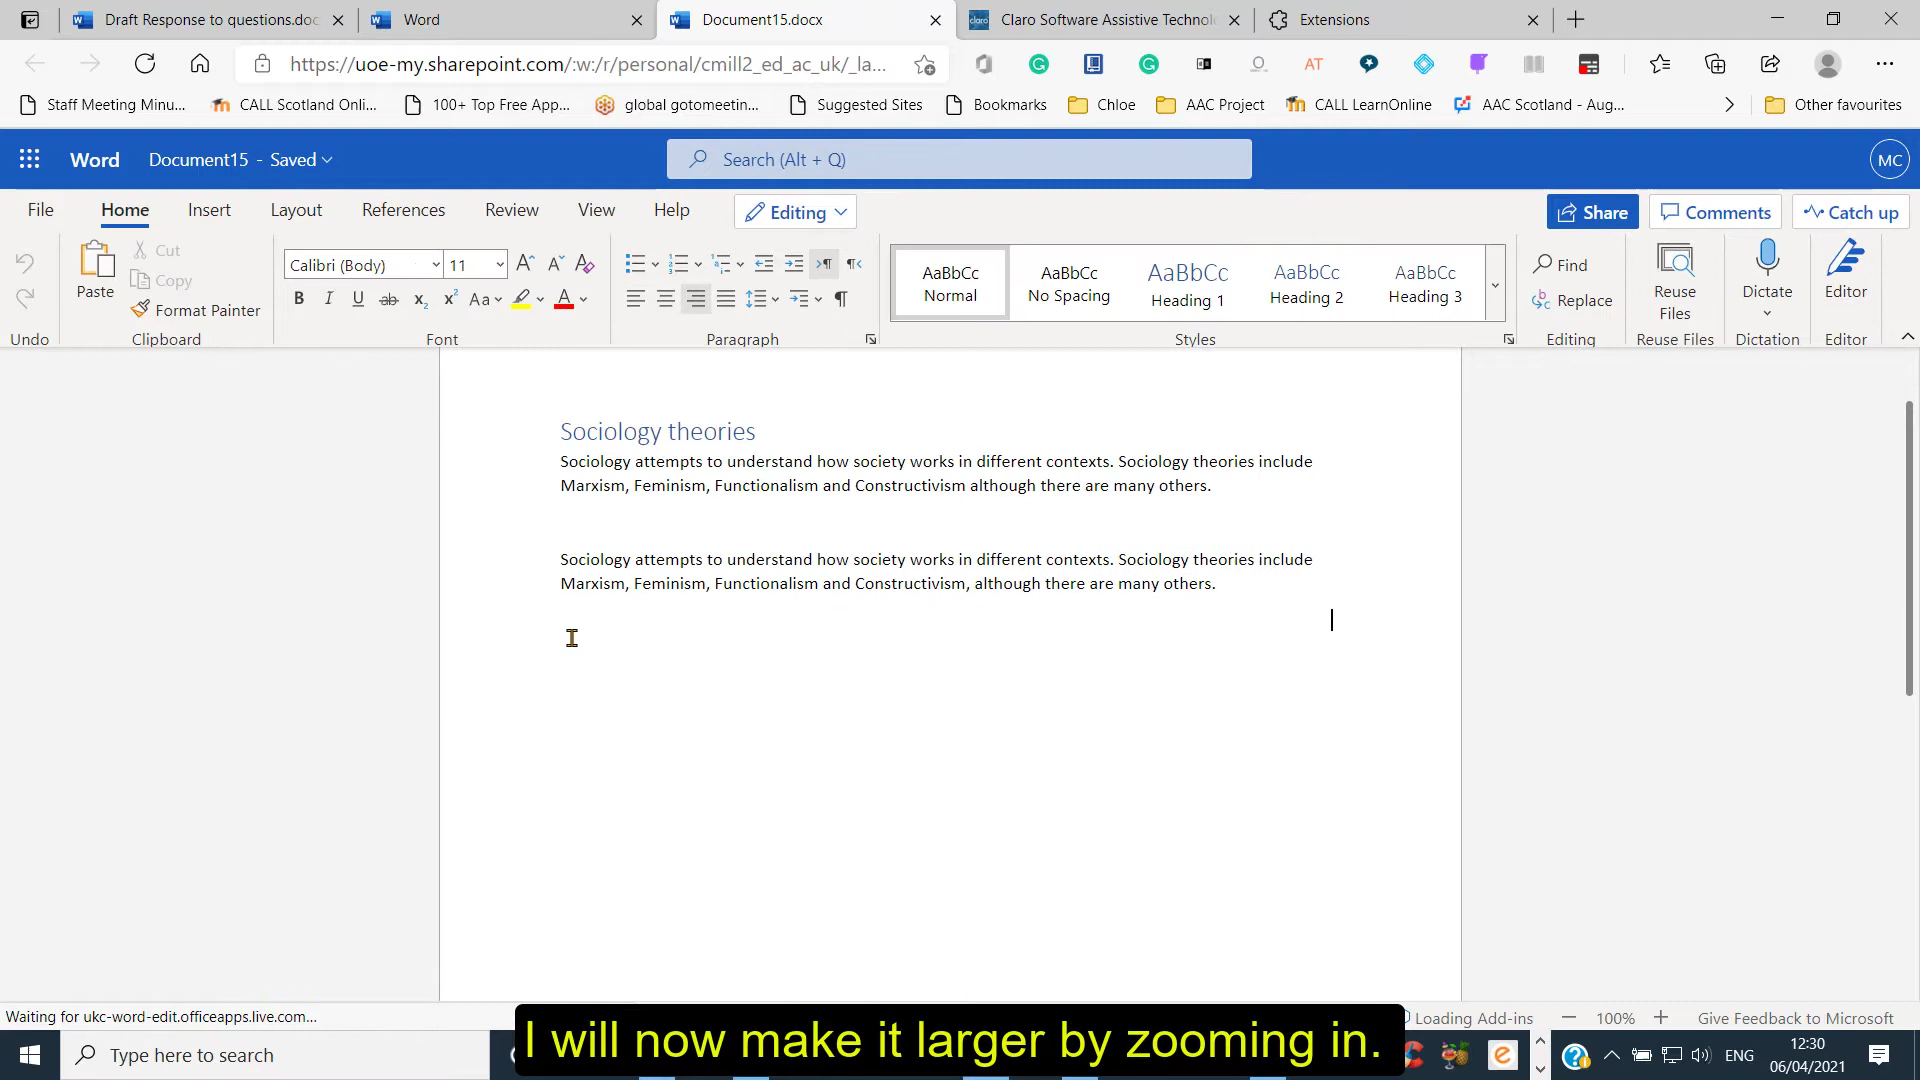 Draft Response to questions.doc
Word
Document15.docx
Claro Software Assistive Technol
Extensions
https://uoe-my.sharepoint.com/:w:/r/personal/cmill2_ed_ac_uk/_la...
AT
Staff Meeting Minu...
CALL Scotland Onli...
100+ Top Free App...
global gotomeetin...
Suggested Sites
Bookmarks
Chloe
AAC Project
CALL LearnOnline
AAC Scotland - Aug...
Other favourites
Word
Document15 - Saved
Search (Alt + Q)
MC
File
Home
Insert
Layout
References
Review
View
Help
Editing
Share
Comments
Catch up
Paste
Cut
Copy
Format Painter
Calibri (Body)
11
AaBbCc
Normal
AaBbCc
No Spacing
AaBbCc
Heading 1
AaBbCc
Heading 2
AaBbCc
Heading 3
Find
Replace
Reuse
Files
Dictate
Editor
Undo
Clipboard
Font
Paragraph
Styles
Editing
Reuse Files
Dictation
Editor
Sociology theories
Sociology attempts to understand how society works in different contexts. Sociology theories include
Marxism, Feminism, Functionalism and Constructivism although there are many others.
Sociology attempts to understand how society works in different contexts. Sociology theories include
Marxism, Feminism, Functionalism and Constructivism, although there are many others.
Waiting for ukc-word-edit.officeapps.live.com...
I will now make it larger by zooming in.
Loading Add-ins
100%
Give Feedback to Microsoft
Type here to search
ENG
12:30
06/04/2021